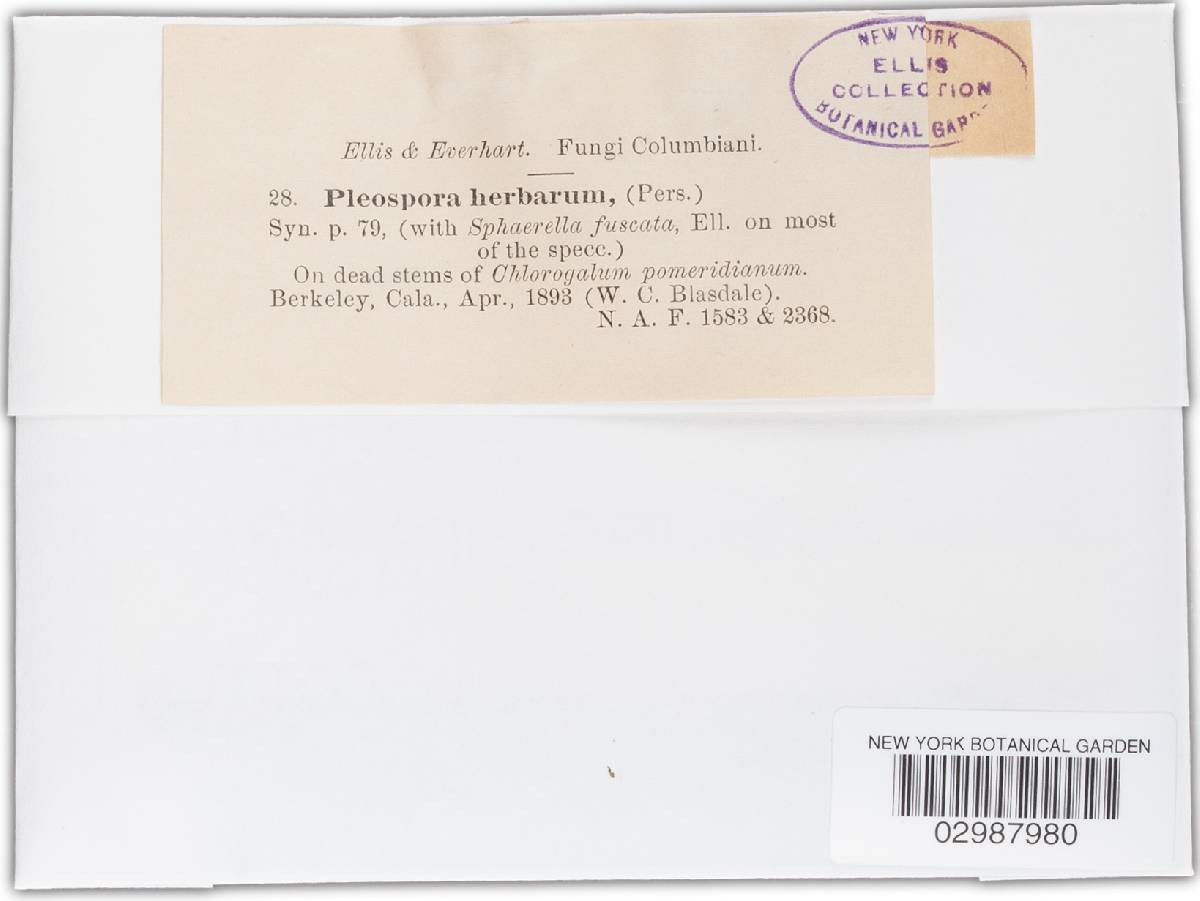 NEW YORK
ELLIS
COLLECTION
BOTANICAL GARD
Ellis & Everhart. Fungi Columbiani.
28. Pleospora herbarum, (Pers.)
Syn. p. 79, (with Sphaerella fuscata, Ell. on most
of the specc.)
On dead stems of Chlorogalum pomeridianum.
Berkeley, Cala., Apr., 1893 (W. C. Blasdale).
N. A. F. 1583 & 2368.
NEW YORK BOTANICAL GARDEN
02987980